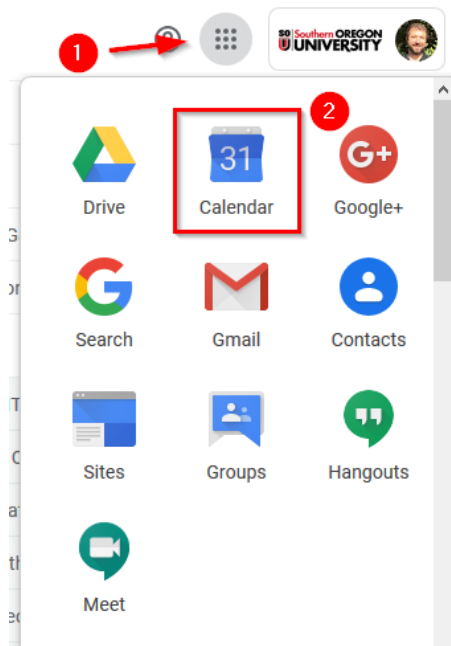 1
SO Southern OREGON
U UNIVERSITY
2
31
G+
Drive
Calendar
Google+
G
Search
Gmail
Contacts
Sites
Groups
Hangouts
Meet